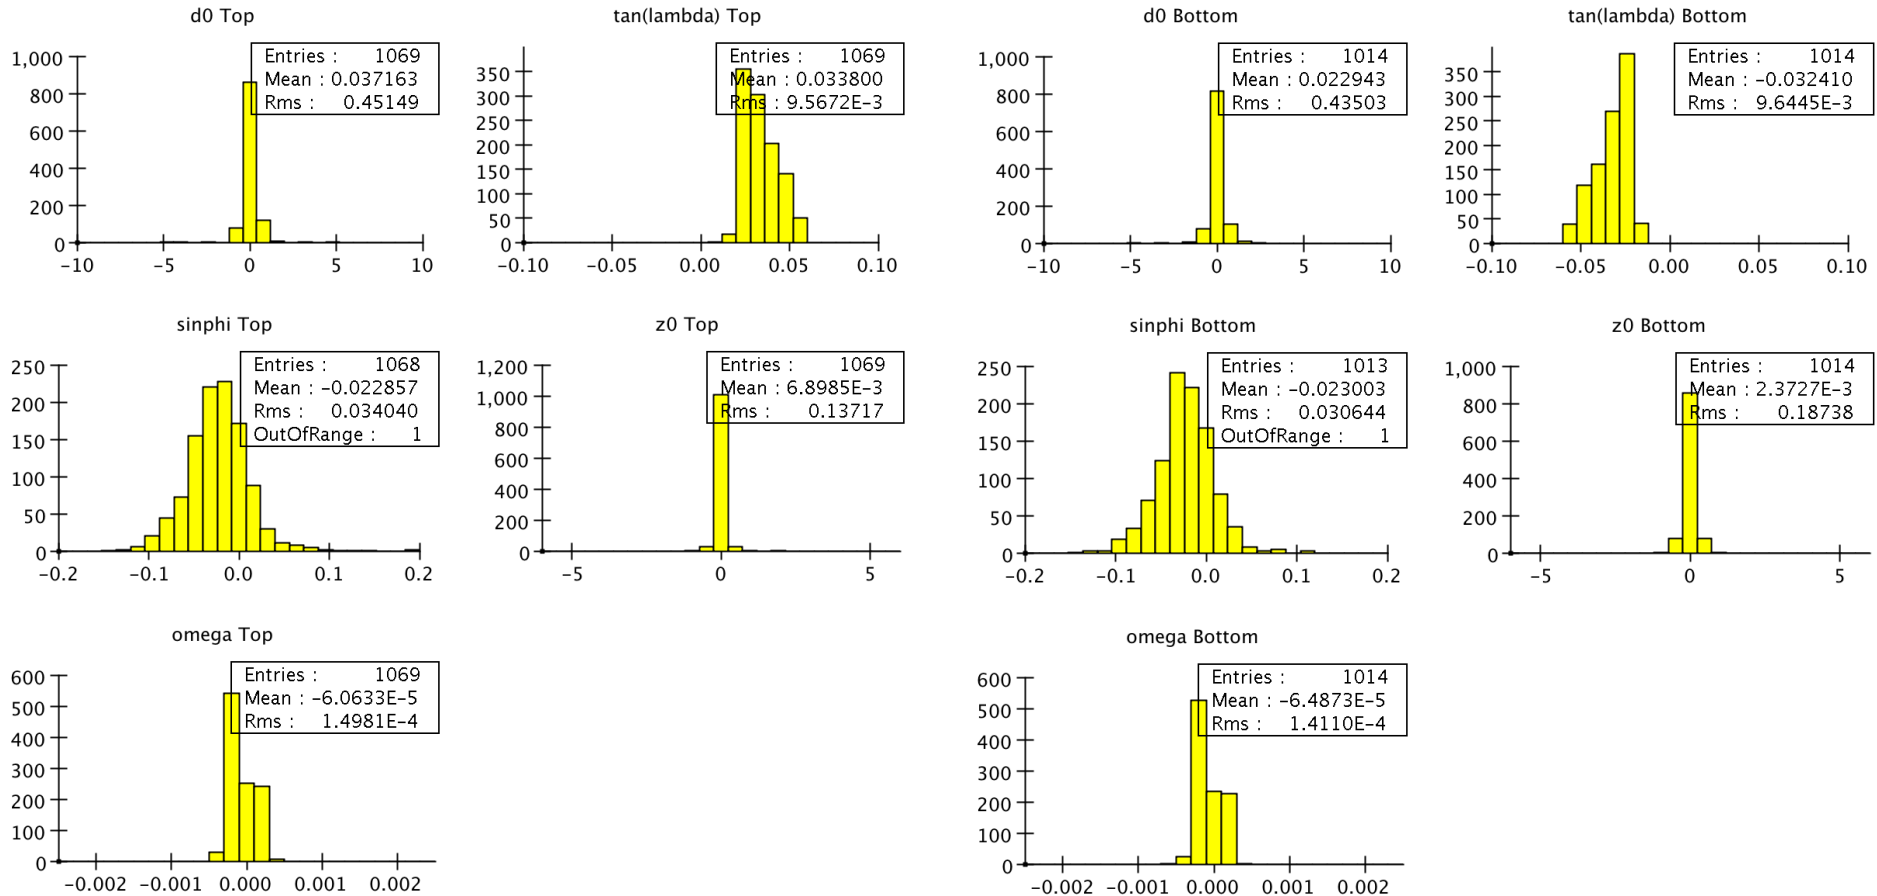 d0 Top
1,000
800
600
400
200
0
-10
-5
0
5
10
Entries : 1069
Mean : 0.037163
Rms : 0.45149
tan(lambda) Top
350
300
250
200
150
100
50
0
-0.10
-0.05
0.00
0.05
0.10
Entries : 1069
Mean : 0.033800
Rms : 9.5672E-3
d0 Bottom
1,000
800
600
400
200
0
-10
-5
0
5
10
Entries : 1014
Mean : 0.022943
Rms : 0.43503
tan(lambda) Bottom
350
300
250
200
150
100
50
0
-0.10
-0.05
0.00
0.05
0.10
Entries : 1014
Mean : -0.032410
Rms : 9.6445E-3
sinphi Top
250
200
150
100
50
0
-0.2
-0.1
0.0
0.1
0.2
Entries : 1068
Mean : -0.022857
Rms : 0.034040
OutOfRange : 1
z0 Top
1,200
1,000
800
600
400
200
0
-5
0
5
Entries : 1069
Mean : 6.8985E-3
Rms : 0.13717
sinphi Bottom
250
200
150
100
50
0
-0.2
-0.1
0.0
0.1
0.2
Entries : 1013
Mean : -0.023003
Rms : 0.030644
OutOfRange : 1
z0 Bottom
1,000
800
600
400
200
0
-5
0
5
Entries : 1014
Mean : 2.3727E-3
Rms : 0.18738
omega Top
600
500
400
300
200
100
0
-0.002
-0.001
0.000
0.001
0.002
Entries : 1069
Mean : -6.0633E-5
Rms : 1.4981E-4
omega Bottom
600
500
400
300
200
100
0
-0.002
-0.001
0.000
0.001
0.002
Entries : 1014
Mean : -6.4873E-5
Rms : 1.4110E-4